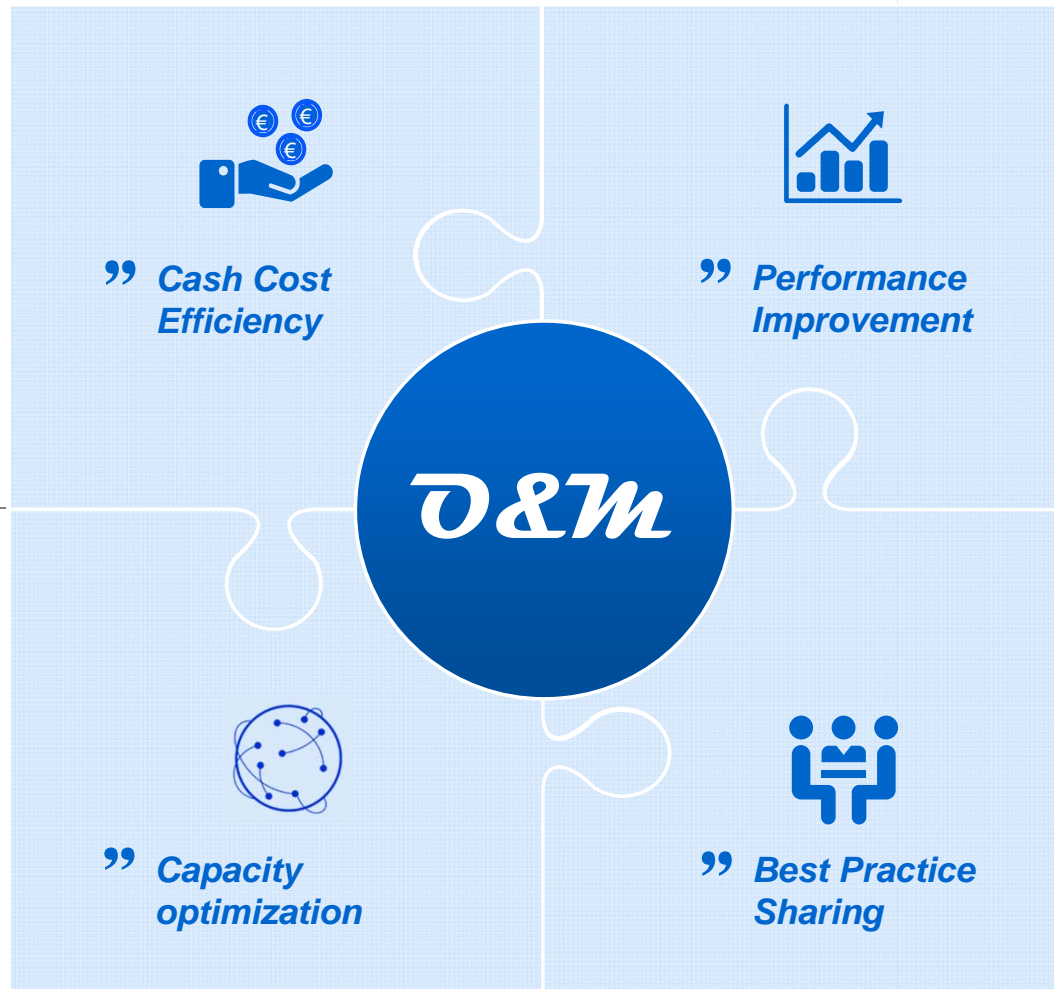 € € €
” Cash Cost
Efficiency
” Performance
Improvement
O&M
” Capacity
optimization
” Best Practice
Sharing